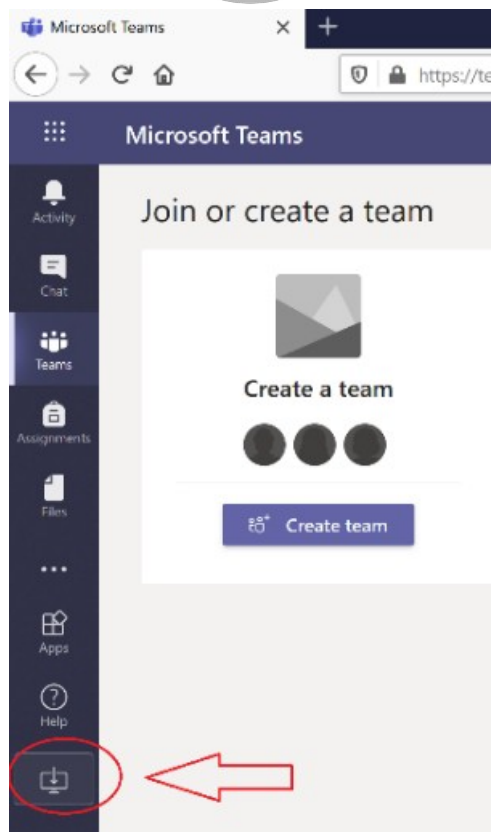 Microsoft Teams
https://te
Microsoft Teams
Activity
Join or create a team
Chat
Teams
Create a team
Assignments
Files
Create team
Apps
Help